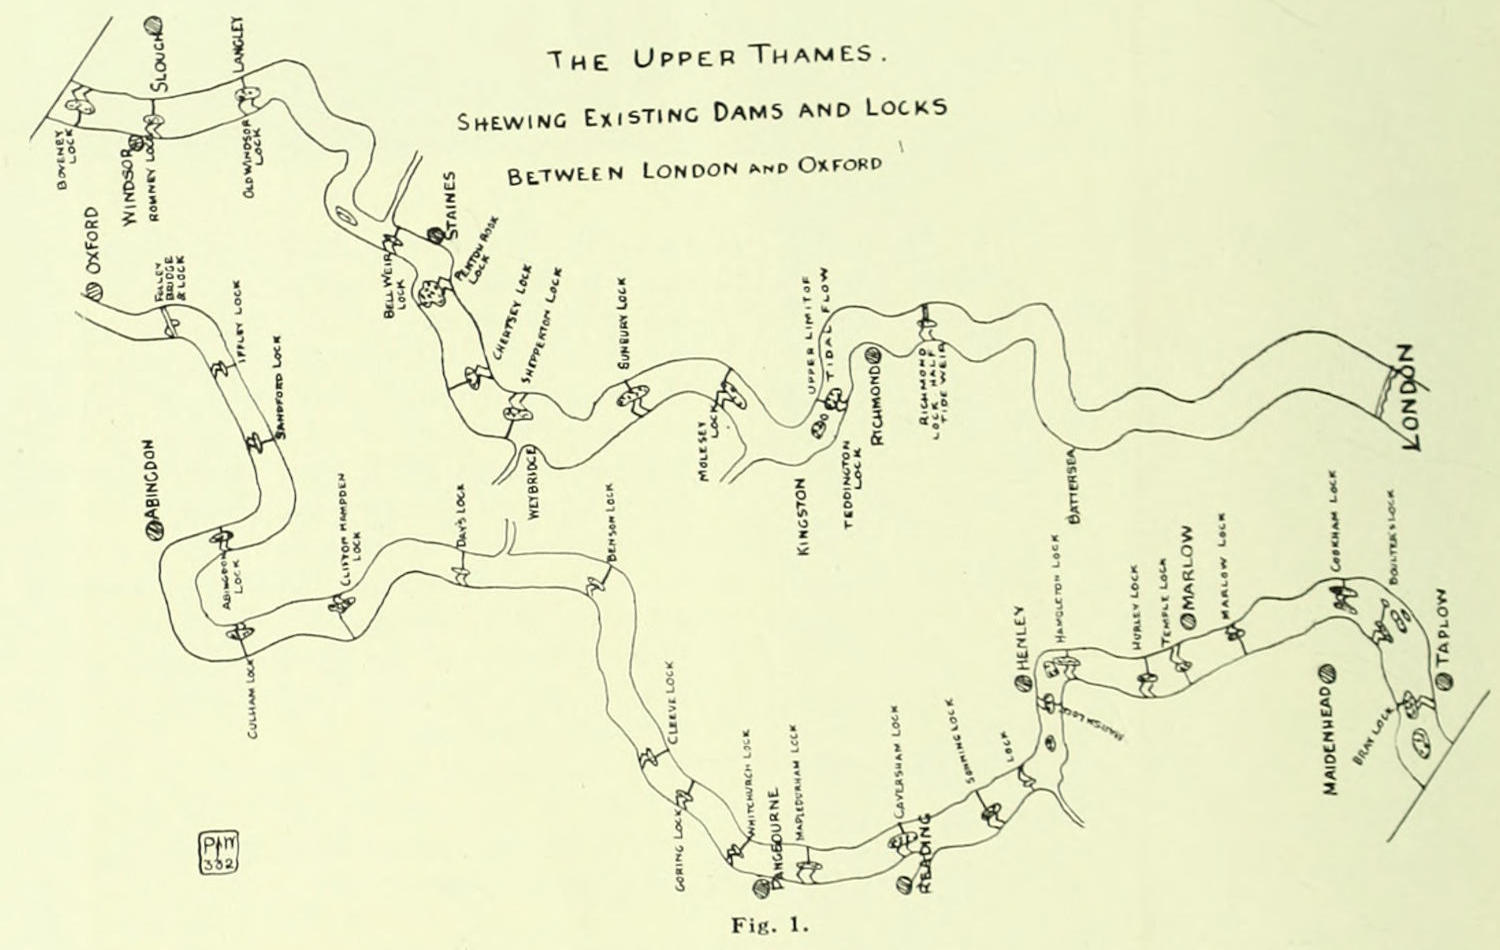 THE UPPER THAMES.
SHEWING EXISTING DAMS AND LOCKS
BETWEEN LONDON AND OXFORD
BOVENEY
LOCK
WINDSOR
ROMNEY LOCK
SLOUCH
LANGLEY
OLD WINDSOR
LOCK
STAINES
BELL WEIR
LOCK
PENTON HOOK
LOCK
CHERTSEY LOCK
SHEPPERTON LOCK
WEYBRIDGE
SUNBURY LOCK
MOLESEY
LOCK
KINGSTON
UPPER LIMIT OF
TIDAL FLOW
TEDDINGTON
LOCK
RICHMOND
RICHMOND
LOCK HALF
TIDE WEIR
BATTERSEA
LONDON
OXFORD
BRIDGE
& LOCK
IFFLEY LOCK
SANDFORD LOCK
ABINGDON
ABINGDON
LOCK
CULHAM LOCK
CLIFTON HAMPDEN
LOCK
DAY'S LOCK
BENSON LOCK
CLEEVE LOCK
GORING LOCK
WHITCHURCH LOCK
PANGBOURNE
MAPLEDURHAM LOCK
CAVERSHAM LOCK
READING
SONNING LOCK
LOCK
MARSH LOCK
HENLEY
HAMBLETON LOCK
HURLEY LOCK
TEMPLE LOCK
MARLOW
MARLOW LOCK
COOKHAM LOCK
BOULTER'S LOCK
TAPLOW
MAIDENHEAD
BRAY LOCK
332
Fig. 1.